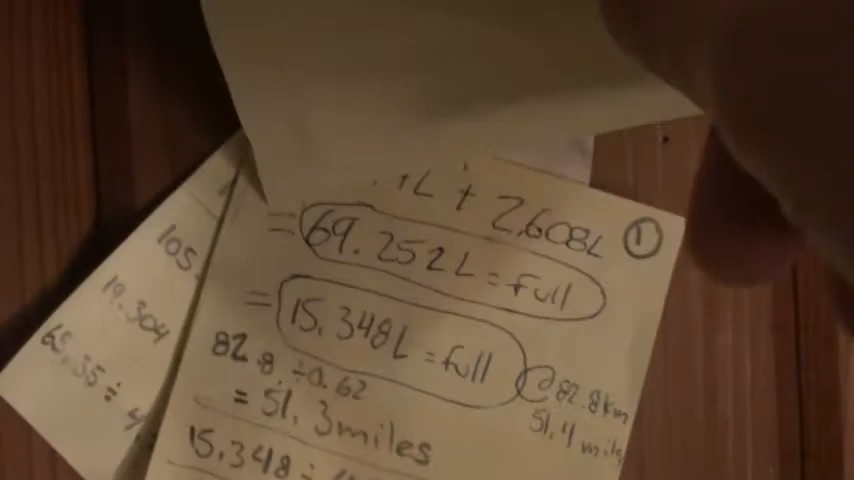 L + 2.608L ①
= 69.252L = full
= 15.348L = full
@82.8km
51.4
82.8 ÷ 0.62
= 51.3 miles
15.348 ÷
105.
19.304
65.35 ÷